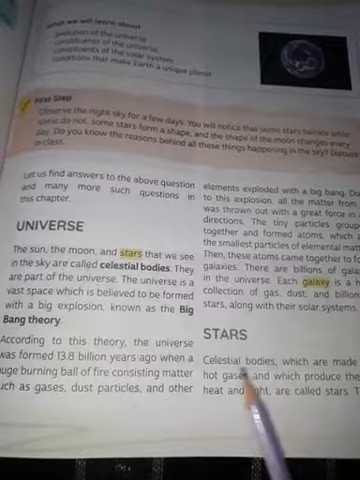 what we will learn about
evolution of the universe
constituents of the universe
constituents of the solar system
conditions that make Earth a unique planet
First Step
Observe the night sky for a few days. You will notice that some stars twinkle while
some do not, some stars form a shape, and the shape of the moon changes every
day. Do you know the reasons behind all these things happening in the sky? Discuss
in class.
Let us find answers to the above question
and many more such questions in
this chapter.
UNIVERSE
The sun, the moon, and stars that we see
in the sky are called celestial bodies. They
are part of the universe. The universe is a
vast space which is believed to be formed
with a big explosion, known as the Big
Bang theory.
According to this theory, the universe
was formed 13.8 billion years ago when a
huge burning ball of fire consisting matter
such as gases, dust particles, and other
elements exploded with a big bang. Du
to this explosion, all the matter from
was thrown out with a great force in
directions. The tiny particles group
together and formed atoms, which a
the smallest particles of elemental matt
Then, these atoms came together to fo
galaxies. There are billions of gala
in the universe. Each galaxy is a h
collection of gas, dust, and billion
stars, along with their solar systems.
STARS
Celestial bodies, which are made
hot gases and which produce the
heat and light, are called stars. T